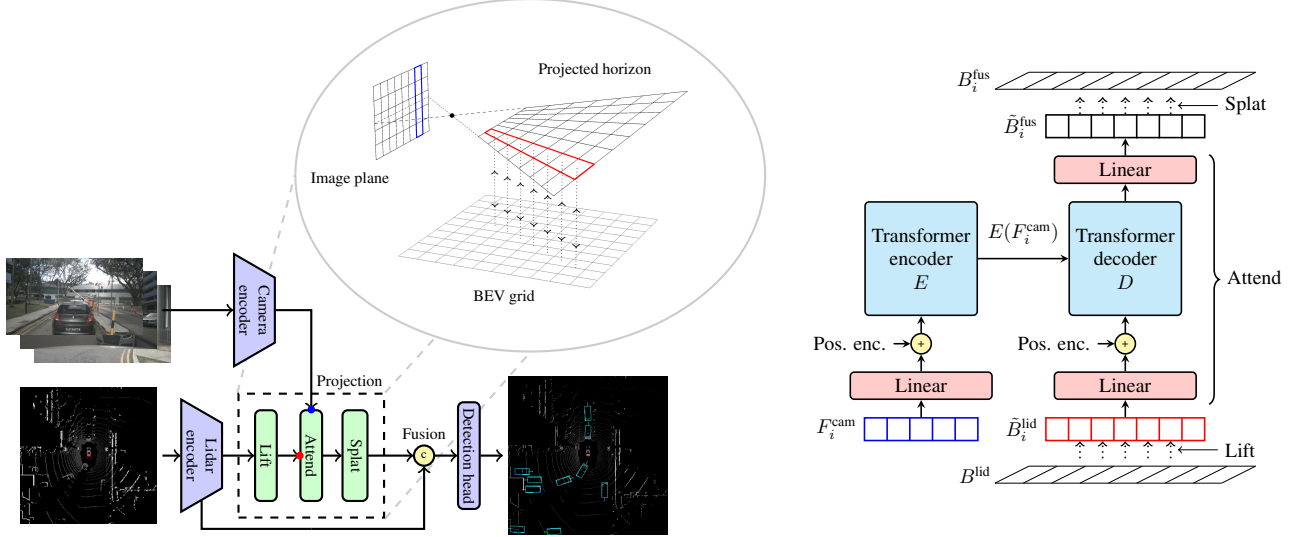 Projected horizon
Image plane
BEV grid
Camera
encoder
Projection
Lidar
encoder
Lift
Attend
Splat
Fusion
c
Detection head
B_i^fus
Splat
B̃_i^fus
Linear
Transformer
encoder
E
E(F_i^cam)
Transformer
decoder
D
Attend
Pos. enc.
+
Pos. enc.
+
Linear
Linear
F_i^cam
B̃_i^lid
Lift
B^lid